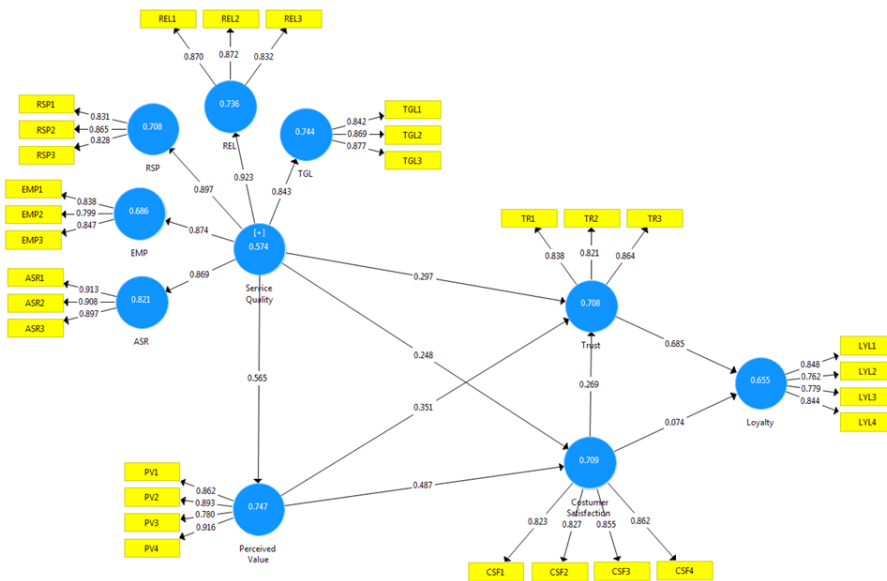 REL1 REL2 REL3
0.870 0.872 0.832
0.736
REL
RSP1
RSP2
RSP3
0.831
0.865
0.828
0.708
RSP
TGL1
TGL2
TGL3
0.842
0.869
0.877
0.744
TGL
0.897 0.923 0.843
EMP1
EMP2
EMP3
0.838
0.799
0.847
0.686
EMP
0.874
[+]
0.574
Service
Quality
ASR1
ASR2
ASR3
0.913
0.908
0.897
0.821
ASR
0.869
TR1 TR2 TR3
0.838 0.821 0.864
0.708
Trust
0.297
0.248
0.565
0.351
0.269
0.685
0.074
0.487
0.655
Loyalty
LYL1
LYL2
LYL3
LYL4
0.848
0.762
0.779
0.844
PV1
PV2
PV3
PV4
0.862
0.893
0.780
0.916
0.747
Perceived
Value
0.709
Costumer
Satisfaction
0.823 0.827 0.855 0.862
CSF1 CSF2 CSF3 CSF4